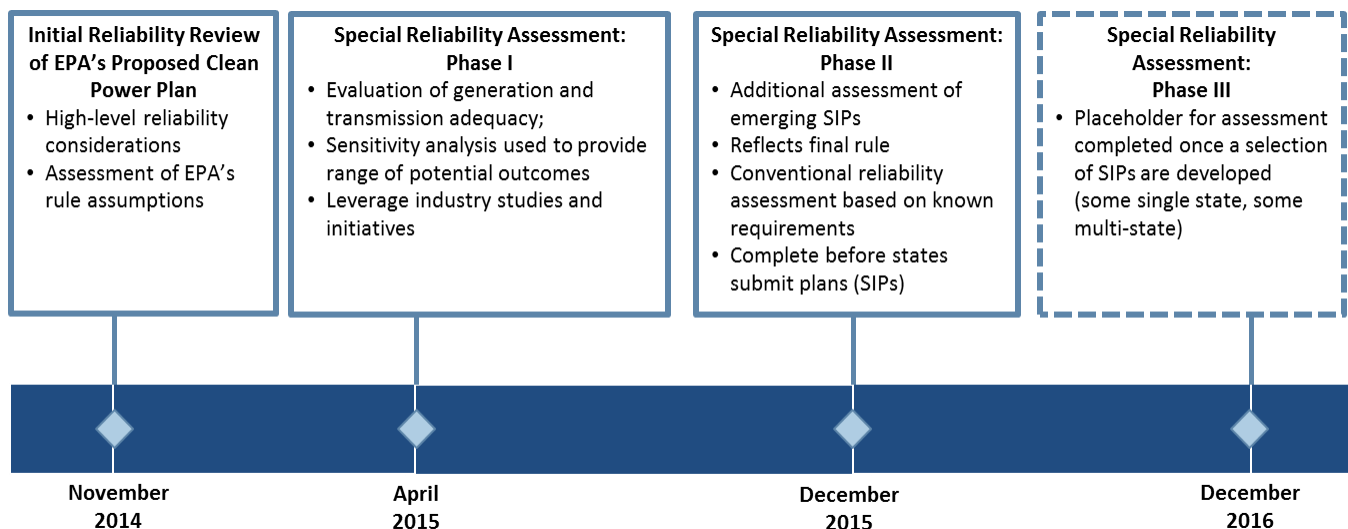 Initial Reliability Review
of EPA's Proposed Clean
Power Plan
• High-level reliability
considerations
• Assessment of EPA's
rule assumptions
Special Reliability Assessment:
Phase I
• Evaluation of generation and
transmission adequacy;
• Sensitivity analysis used to provide
range of potential outcomes
• Leverage industry studies and
initiatives
Special Reliability Assessment:
Phase II
• Additional assessment of
emerging SIPs
• Reflects final rule
• Conventional reliability
assessment based on known
requirements
• Complete before states
submit plans (SIPs)
Special Reliability
Assessment:
Phase III
• Placeholder for assessment
completed once a selection
of SIPs are developed
(some single state, some
multi-state)
November
2014
April
2015
December
2015
December
2016